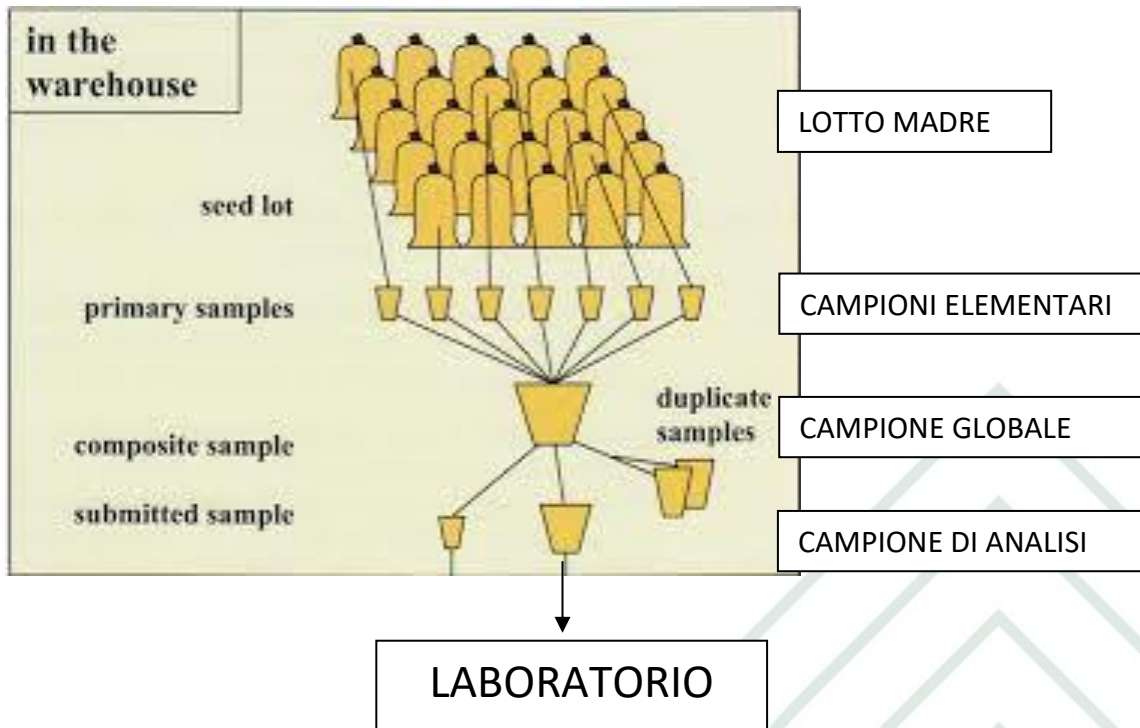 in the
warehouse
LOTTO MADRE
seed lot
primary samples
CAMPIONI ELEMENTARI
duplicate
samples
composite sample
CAMPIONE GLOBALE
submitted sample
CAMPIONE DI ANALISI
LABORATORIO